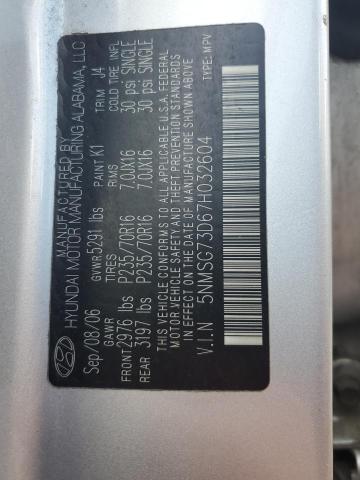 MANUFACTURED BY
HYUNDAI MOTOR MANUFACTURING ALABAMA, LLC
Sep/08/06 GVWR 5291 lbs PAINT K1 TRIM J4
GAWR TIRES RIMS COLD TIRE INFL
FRONT 2976 lbs P235/70R16 7.0JX16 30 psi SINGLE
REAR 3197 lbs P235/70R16 7.0JX16 30 psi SINGLE
THIS VEHICLE CONFORMS TO ALL APPLICABLE U.S.A FEDERAL
MOTOR VEHICLE SAFETY AND THEFT PREVENTION STANDARDS
IN EFFECT ON THE DATE OF MANUFACTURE SHOWN ABOVE.
V.I.N 5NMSG73D67H032604 TYPE: MPV